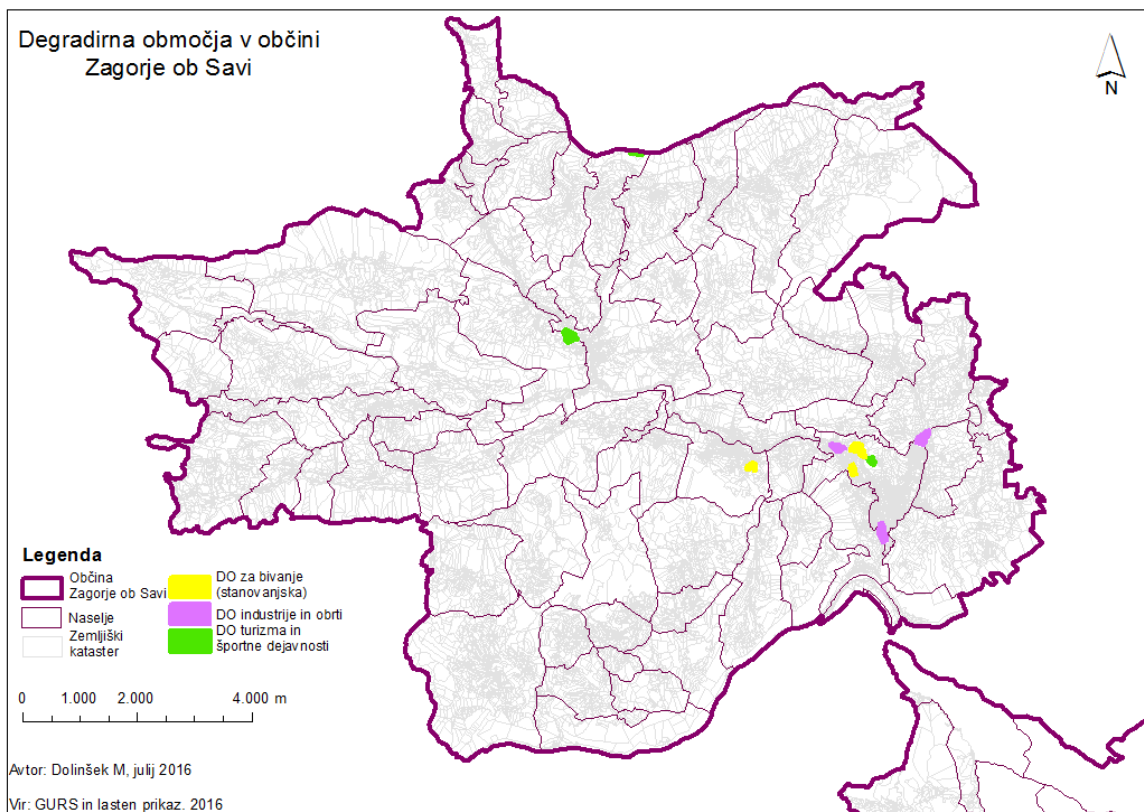 Degradirna območja v občini
Zagorje ob Savi
N
Legenda
Občina
Zagorje ob Savi
Naselje
Zemljiški
kataster
DO za bivanje
(stanovanjska)
DO industrije in obrti
DO turizma in
športne dejavnosti
0 1.000 2.000 4.000 m
Avtor: Dolinšek M, julij 2016
Vir: GURS in lasten prikaz. 2016